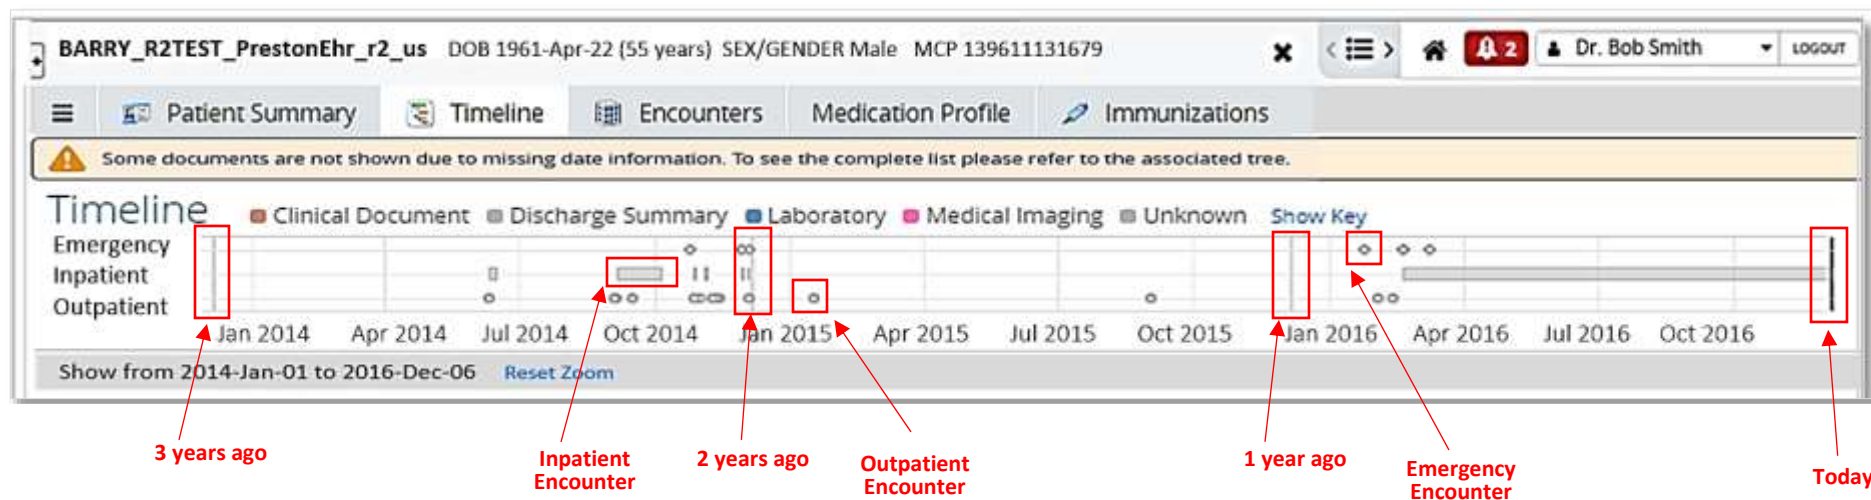 BARRY_R2TEST_PrestonEhr_r2_us DOB 1961-Apr-22 (55 years) SEX/GENDER Male MCP 139611131679
2 Dr. Bob Smith LOGOUT
Patient Summary Timeline Encounters Medication Profile Immunizations
Some documents are not shown due to missing date information. To see the complete list please refer to the associated tree.
Timeline Clinical Document Discharge Summary Laboratory Medical Imaging Unknown Show Key
Emergency
Inpatient
Outpatient
Jan 2014 Apr 2014 Jul 2014 Oct 2014 Jan 2015 Apr 2015 Jul 2015 Oct 2015 Jan 2016 Apr 2016 Jul 2016 Oct 2016
Show from 2014-Jan-01 to 2016-Dec-06 Reset Zoom
3 years ago
Inpatient
Encounter
2 years ago
Outpatient
Encounter
1 year ago
Emergency
Encounter
Today